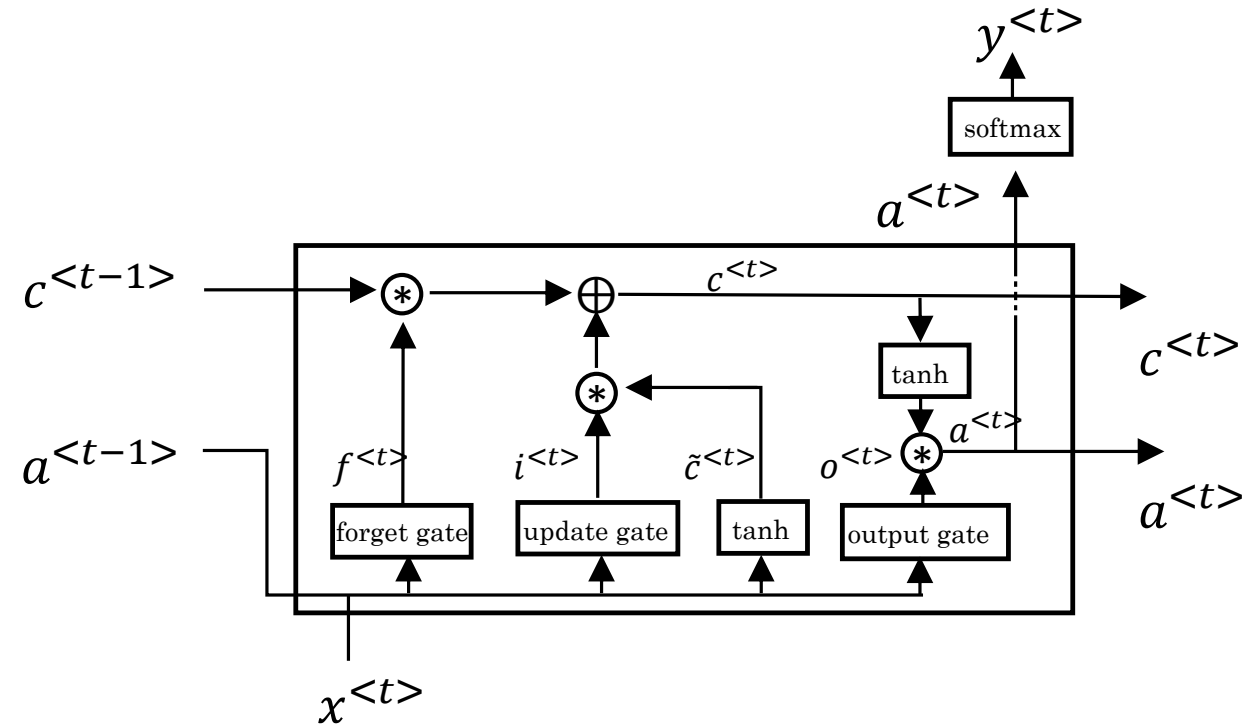 y^{<t>}
softmax
a^{<t>}
c^{<t-1>}
c^{<t>}
c^{<t>}
tanh
a^{<t-1>}
f^{<t>}
i^{<t>}
c̃^{<t>}
o^{<t>}
a^{<t>}
a^{<t>}
forget gate
update gate
tanh
output gate
x^{<t>}